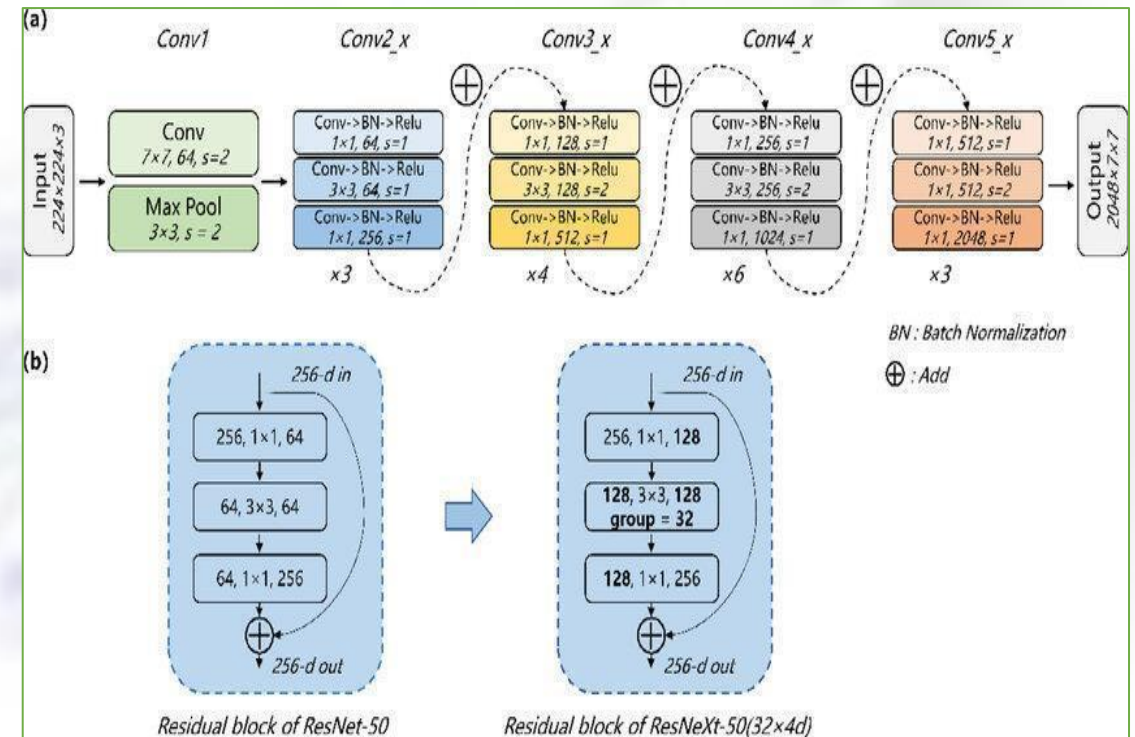 (a)
Conv1
Conv2_x
Conv3_x
Conv4_x
Conv5_x
Input
224×224×3
Conv
7×7, 64, s=2
Max Pool
3×3, s = 2
Conv->BN->Relu
1×1, 64, s=1
Conv->BN->Relu
3×3, 64, s=1
Conv->BN->Relu
1×1, 256, s=1
×3
Conv->BN->Relu
1×1, 128, s=1
Conv->BN->Relu
3×3, 128, s=2
Conv->BN->Relu
1×1, 512, s=1
×4
Conv->BN->Relu
1×1, 256, s=1
Conv->BN->Relu
3×3, 256, s=2
Conv->BN->Relu
1×1, 1024, s=1
×6
Conv->BN->Relu
1×1, 512, s=1
Conv->BN->Relu
1×1, 512, s=2
Conv->BN->Relu
1×1, 2048, s=1
×3
Output
2048×7×7
BN : Batch Normalization
⊕ : Add
(b)
256-d in
256, 1×1, 64
64, 3×3, 64
64, 1×1, 256
256-d out
Residual block of ResNet-50
256-d in
256, 1×1, 128
128, 3×3, 128
group = 32
128, 1×1, 256
256-d out
Residual block of ResNeXt-50(32×4d)